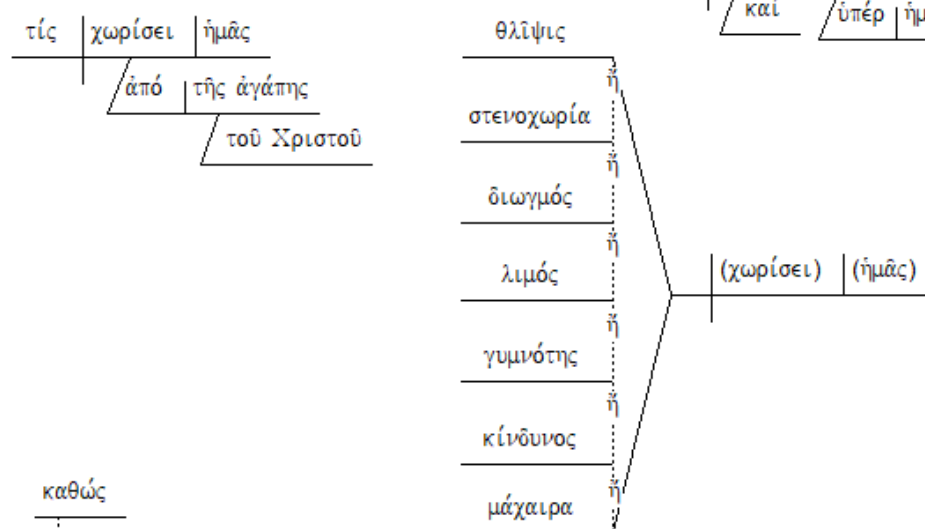 καί ὑπέρ
τίς χωρίσει ἡμᾶς
ἀπό τῆς ἀγάπης
τοῦ Χριστοῦ
θλῖψις
ἤ
στενοχωρία
ἤ
διωγμός
ἤ
λιμός
ἤ
γυμνότης
ἤ
κίνδυνος
ἤ
μάχαιρα
(χωρίσει) (ἡμᾶς)
καθώς